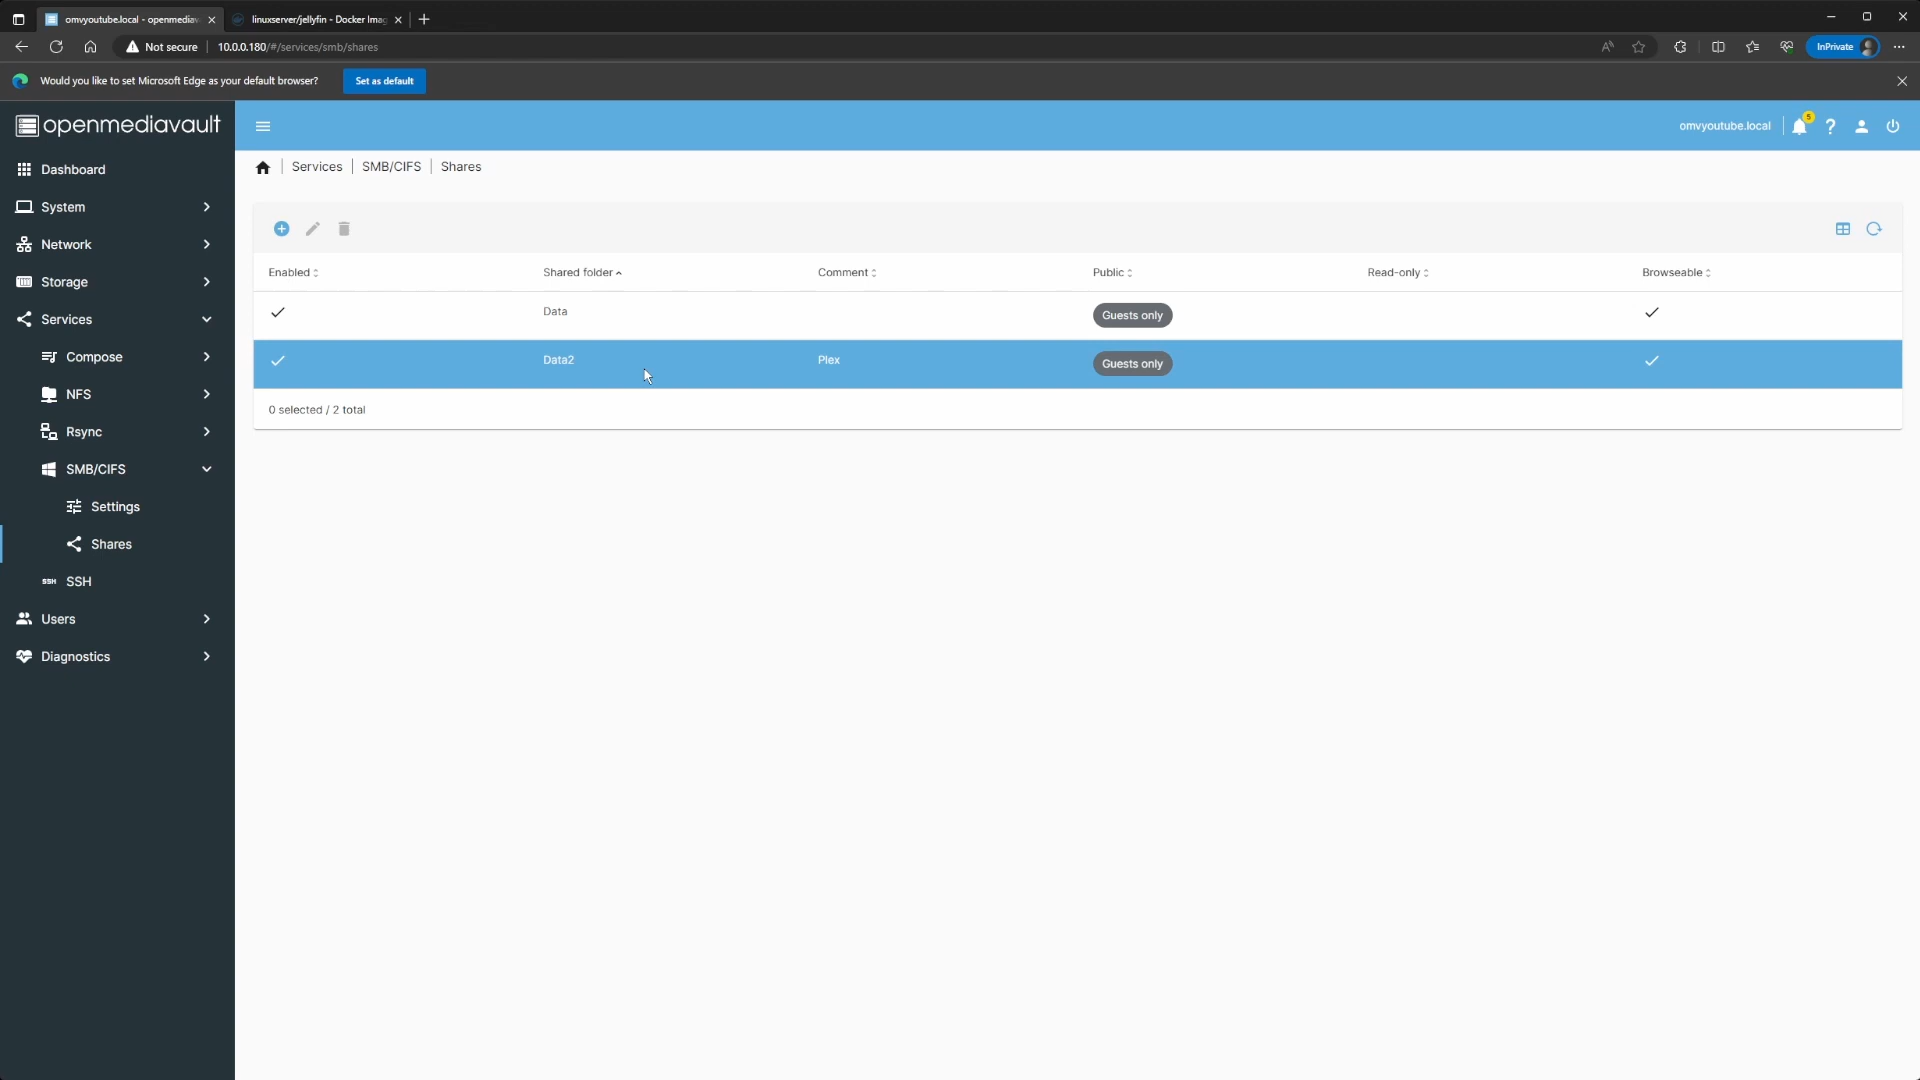 omvyoutube.local - openmediav
linuxserver/jellyfin - Docker Imag
Not secure
10.0.0.180/#/services/smb/shares
InPrivate
Would you like to set Microsoft Edge as your default browser?
Set as default
openmediavault
omvyoutube.local
5
Services
SMB/CIFS
Shares
Dashboard
System
Network
Storage
Services
Compose
NFS
Rsync
SMB/CIFS
Settings
Shares
SSH SSH
Users
Diagnostics
Enabled Shared folder Comment Public Read-only Browseable
Data Guests only
Data2 Plex Guests only
0 selected / 2 total